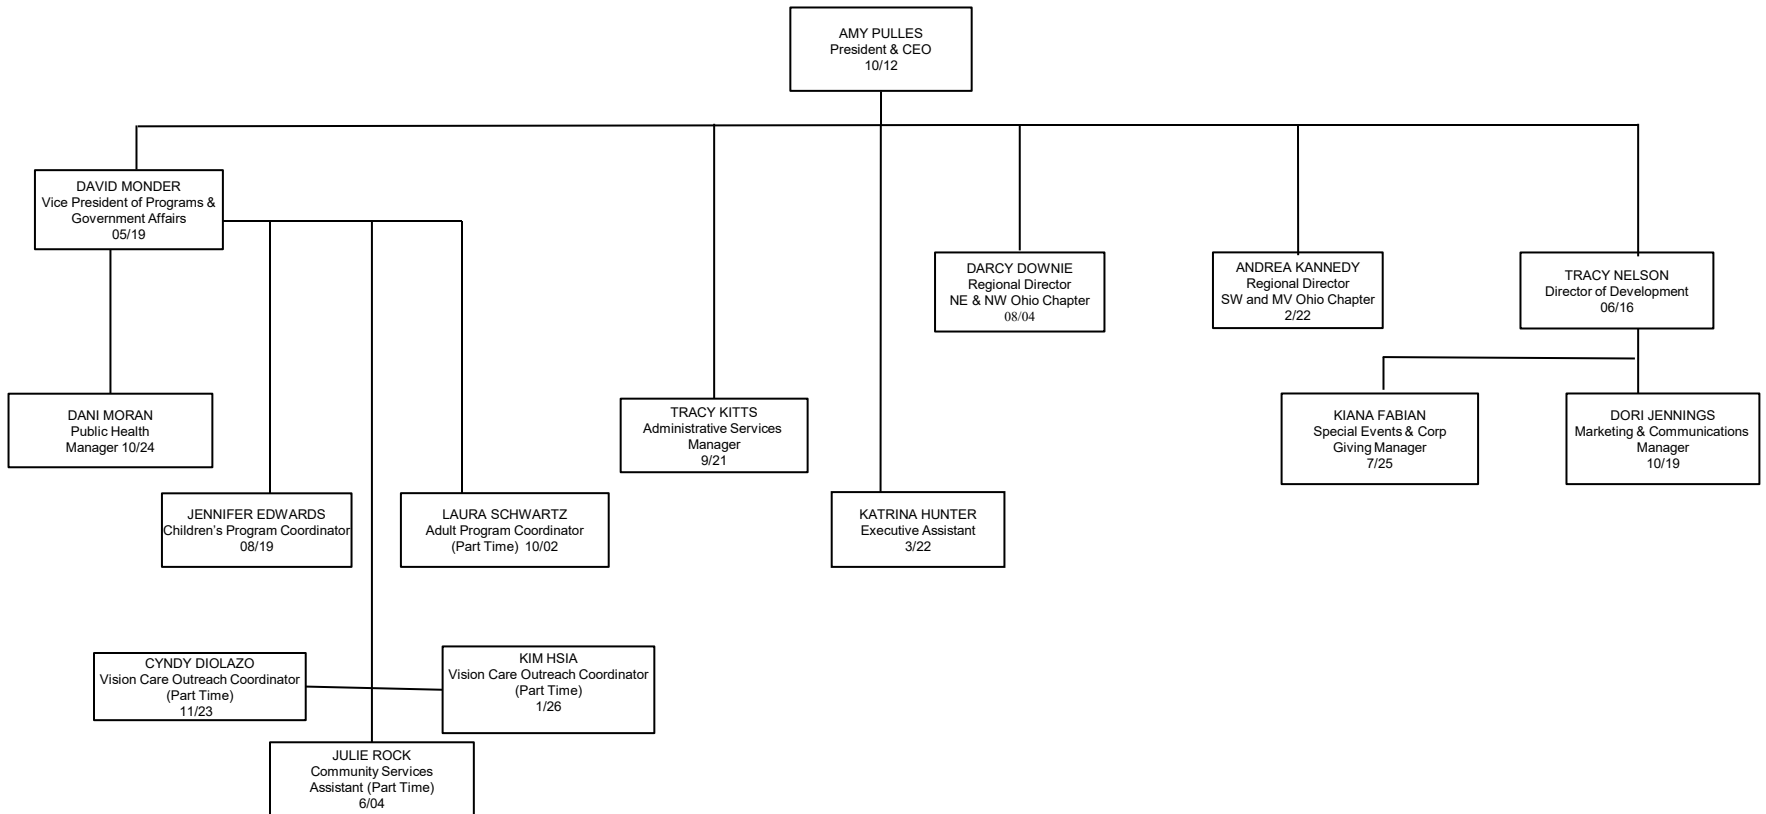 AMY PULLES
President & CEO
10/12
DAVID MONDER
Vice President of Programs &
Government Affairs
05/19
DARCY DOWNIE
Regional Director
NE & NW Ohio Chapter
08/04
ANDREA KANNEDY
Regional Director
SW and MV Ohio Chapter
2/22
TRACY NELSON
Director of Development
06/16
DANI MORAN
Public Health
Manager 10/24
TRACY KITTS
Administrative Services
Manager
9/21
KIANA FABIAN
Special Events & Corp
Giving Manager
7/25
DORI JENNINGS
Marketing & Communications
Manager
10/19
JENNIFER EDWARDS
Children’s Program Coordinator
08/19
LAURA SCHWARTZ
Adult Program Coordinator
(Part Time) 10/02
KATRINA HUNTER
Executive Assistant
3/22
CYNDY DIOLAZO
Vision Care Outreach Coordinator
(Part Time)
11/23
KIM HSIA
Vision Care Outreach Coordinator
(Part Time)
1/26
JULIE ROCK
Community Services
Assistant (Part Time)
6/04